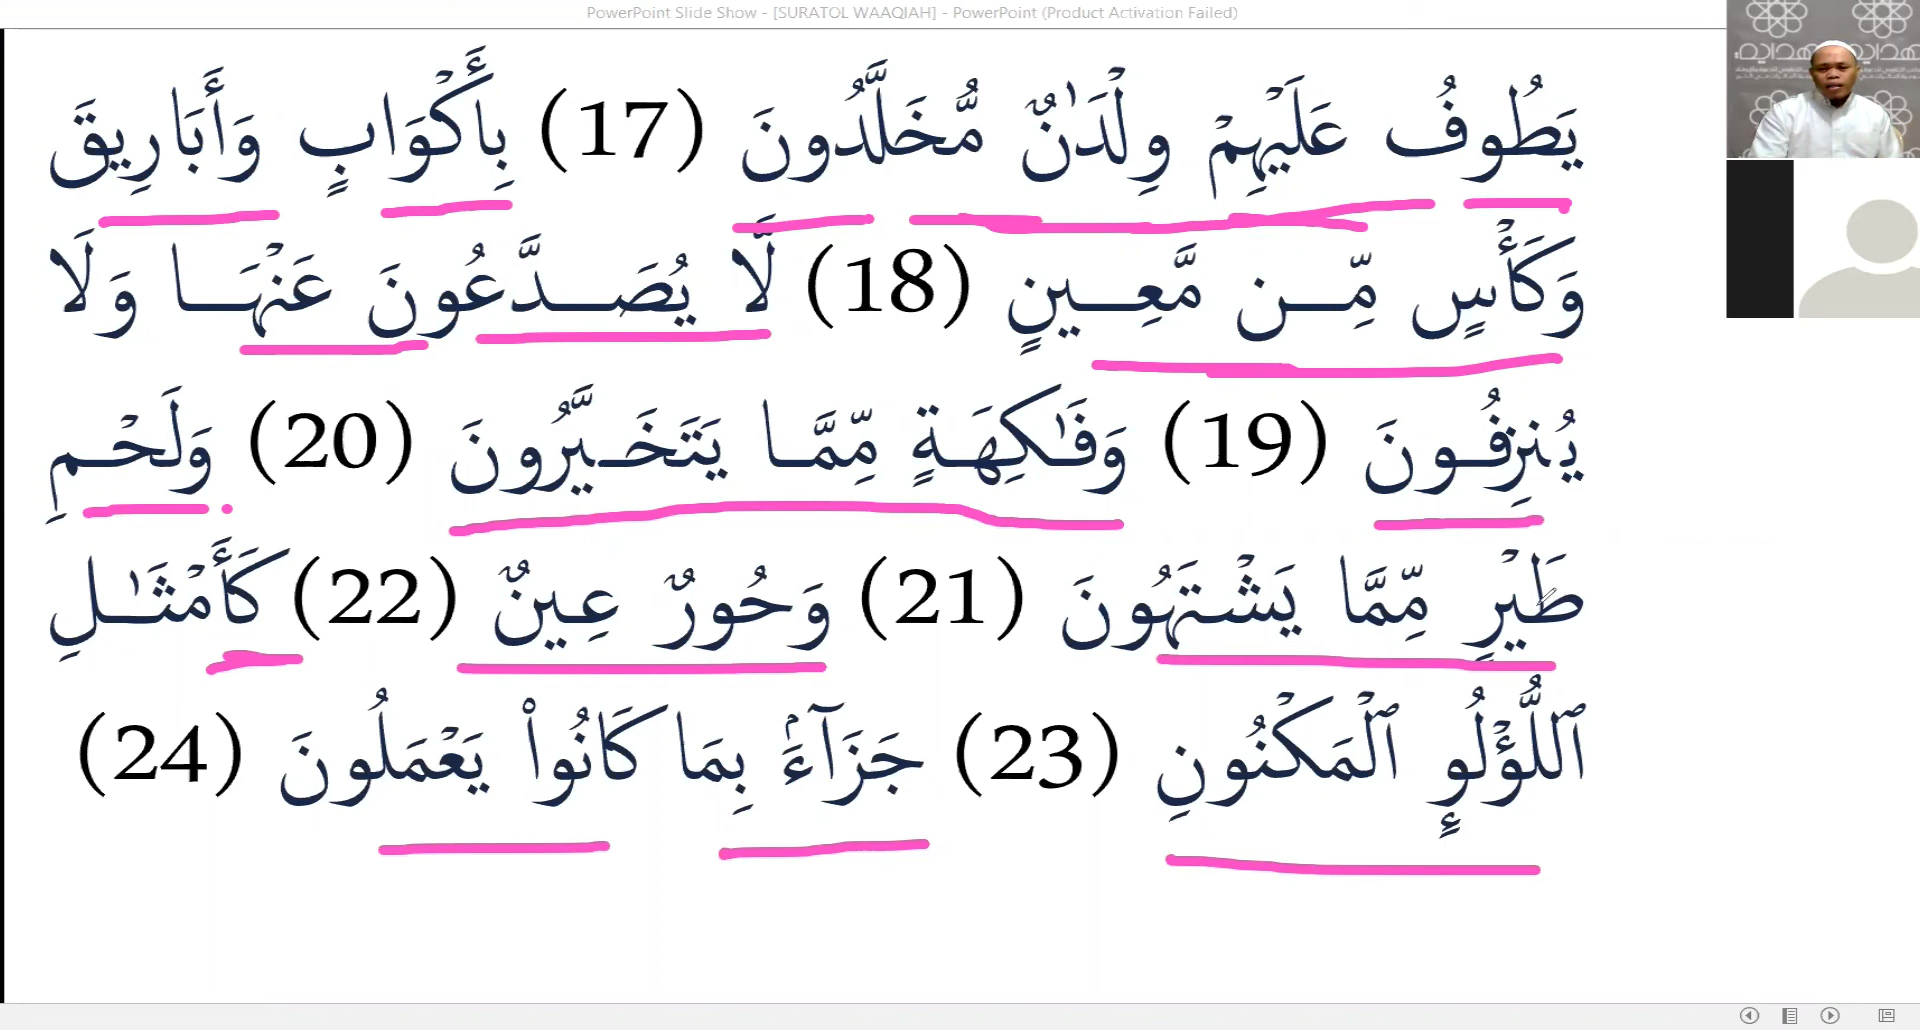 PowerPoint Slide Show - [SURATOL WAAQIAH] - PowerPoint (Product Activation Failed)
يَطُوفُ عَلَيْهِمْ وِلْدَٰنٌ مُّخَلَّدُونَ (17) بِأَكْوَابٍ وَأَبَارِيقَ
وَكَأْسٍ مِّن مَّعِينٍ (18) لَّا يُصَدَّعُونَ عَنْهَا وَلَا
يُنزِفُونَ (19) وَفَٰكِهَةٍ مِّمَّا يَتَخَيَّرُونَ (20) وَلَحْمِ
طَيْرٍ مِّمَّا يَشْتَهُونَ (21) وَحُورٌ عِينٌ (22) كَأَمْثَٰلِ
ٱللُّؤْلُوٕٱلْمَكْنُونِ (23) جَزَآءَۢ بِمَا كَانُوا۟ يَعْمَلُونَ (24)